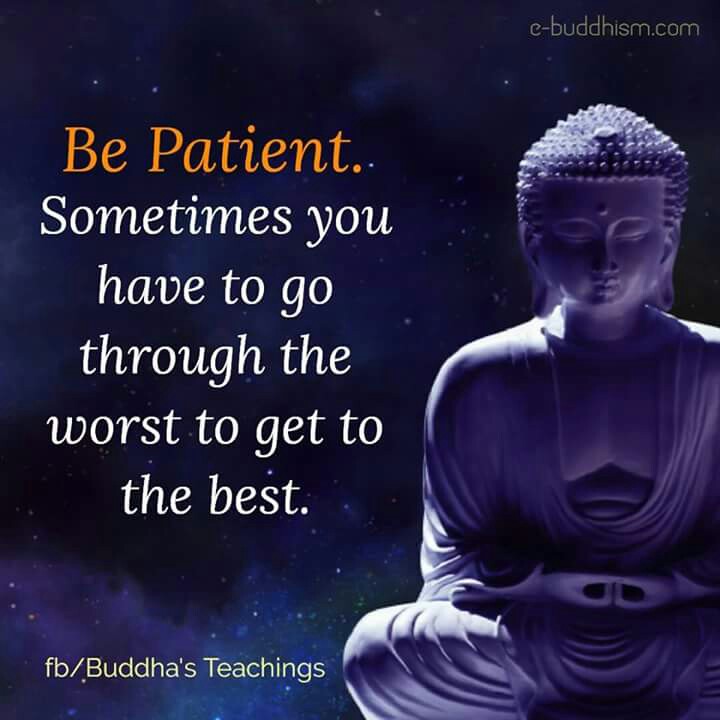 e-buddhism.com
Be Patient.
Sometimes you
have to go
through the
worst to get to
the best.
fb/Buddha's Teachings